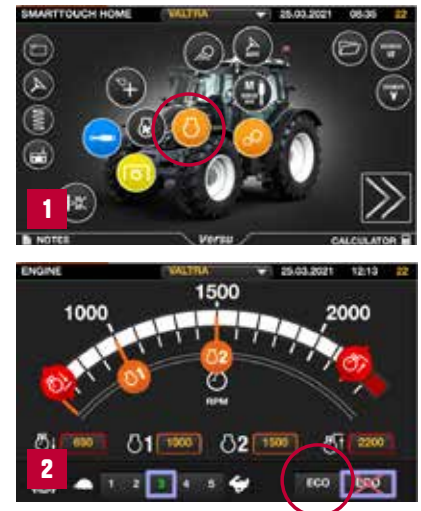 SMARTTOUCH HOME VALTRA 25.03.2021 08:35 22
M
1
NOTES Versu CALCULATOR
ENGINE VALTRA 25.03.2021 12:13 22
1500
1000 2000
1 2
RPM
650 1 1000 2 1500 2200
2
1 2 3 4 5 ECO ECO